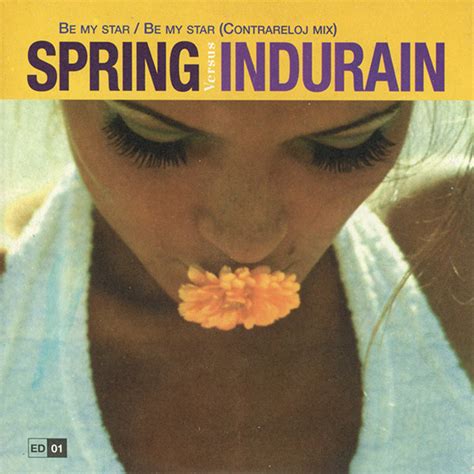 BE MY STAR / BE MY STAR (CONTRARELOJ MIX)
SPRING Versus INDURAIN
ED 01